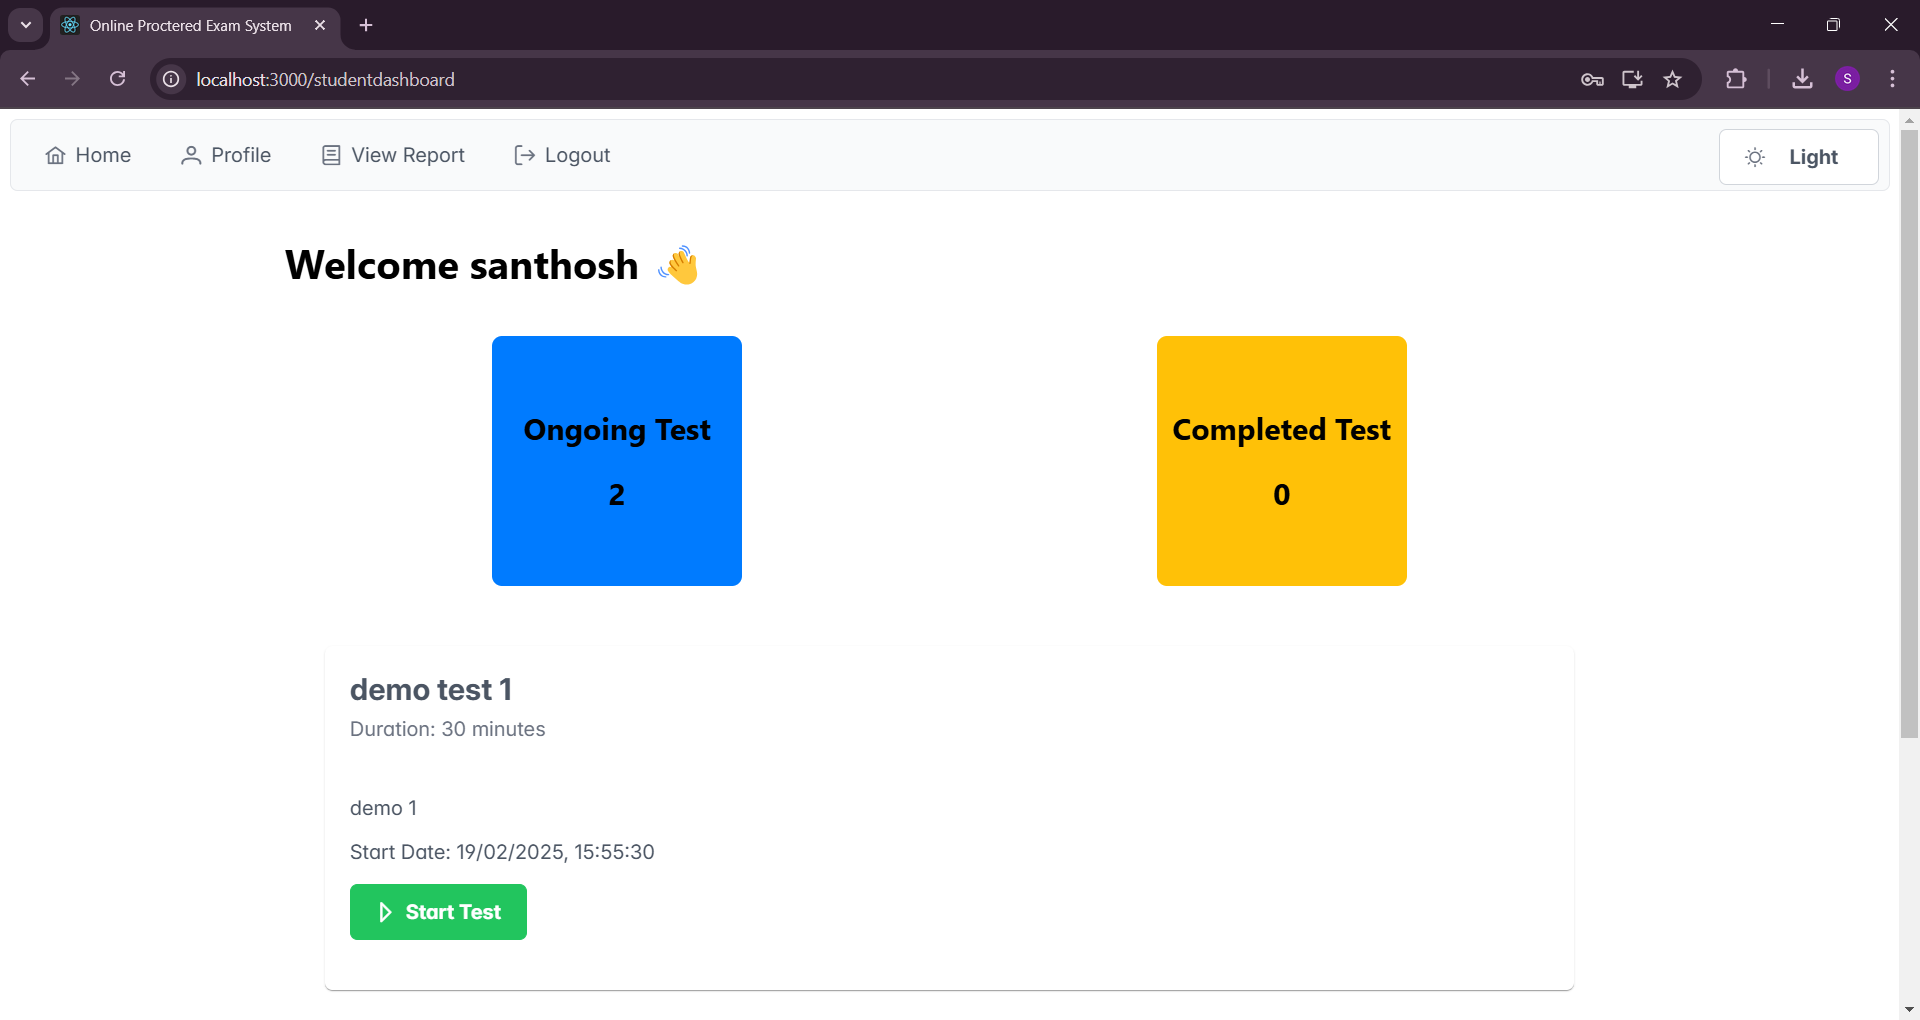 Online Proctered Exam System
localhost:3000/studentdashboard
S
Home Profile View Report Logout Light
Welcome santhosh 👋
Ongoing Test
2
Completed Test
0
demo test 1
Duration: 30 minutes
demo 1
Start Date: 19/02/2025, 15:55:30
Start Test